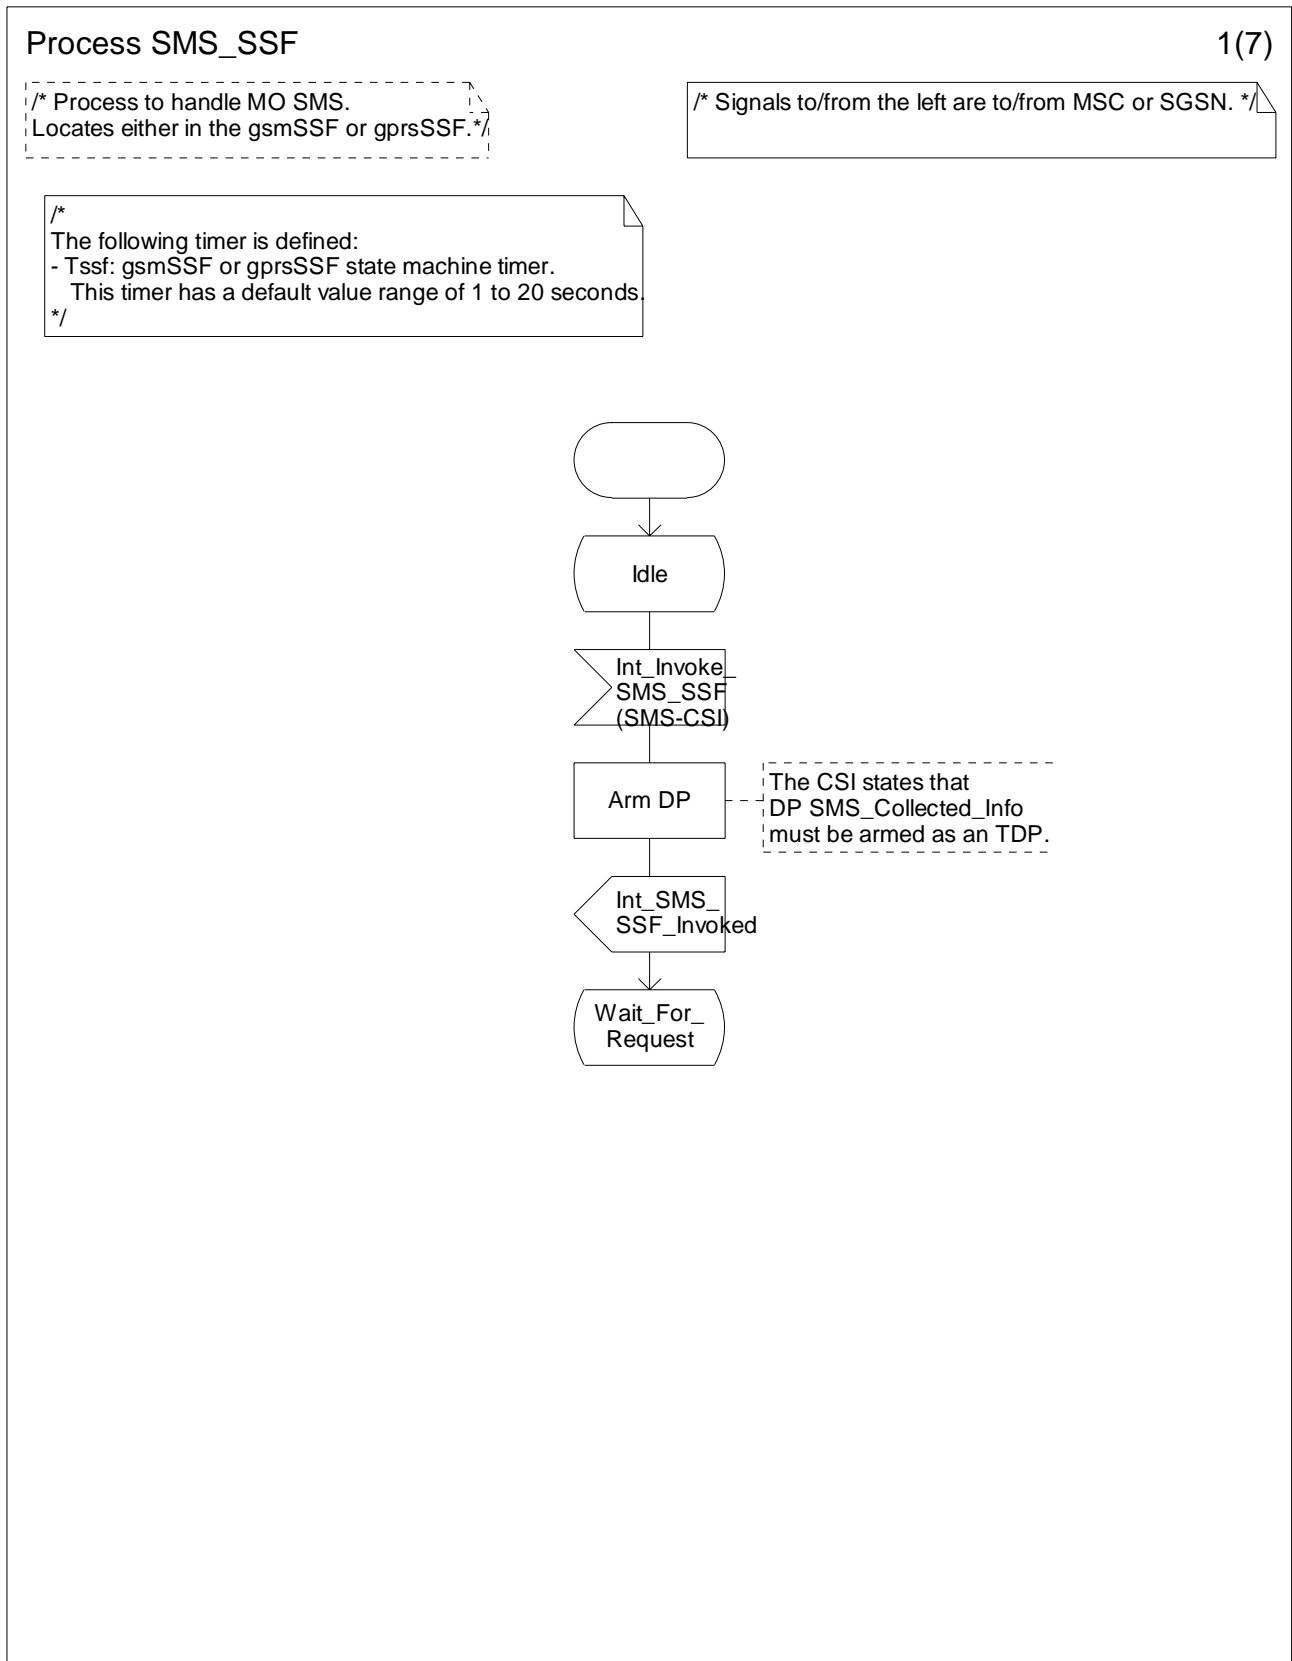 Process SMS_SSF
1(7)
/* Process to handle MO SMS.
Locates either in the gsmSSF or gprsSSF.*/
/* Signals to/from the left are to/from MSC or SGSN. */
/*
The following timer is defined:
- Tssf: gsmSSF or gprsSSF state machine timer.
This timer has a default value range of 1 to 20 seconds.
*/
Idle
Int_Invoke_
SMS_SSF
(SMS-CSI)
Arm DP
The CSI states that
DP SMS_Collected_Info
must be armed as an TDP.
Int_SMS_
SSF_Invoked
Wait_For_
Request